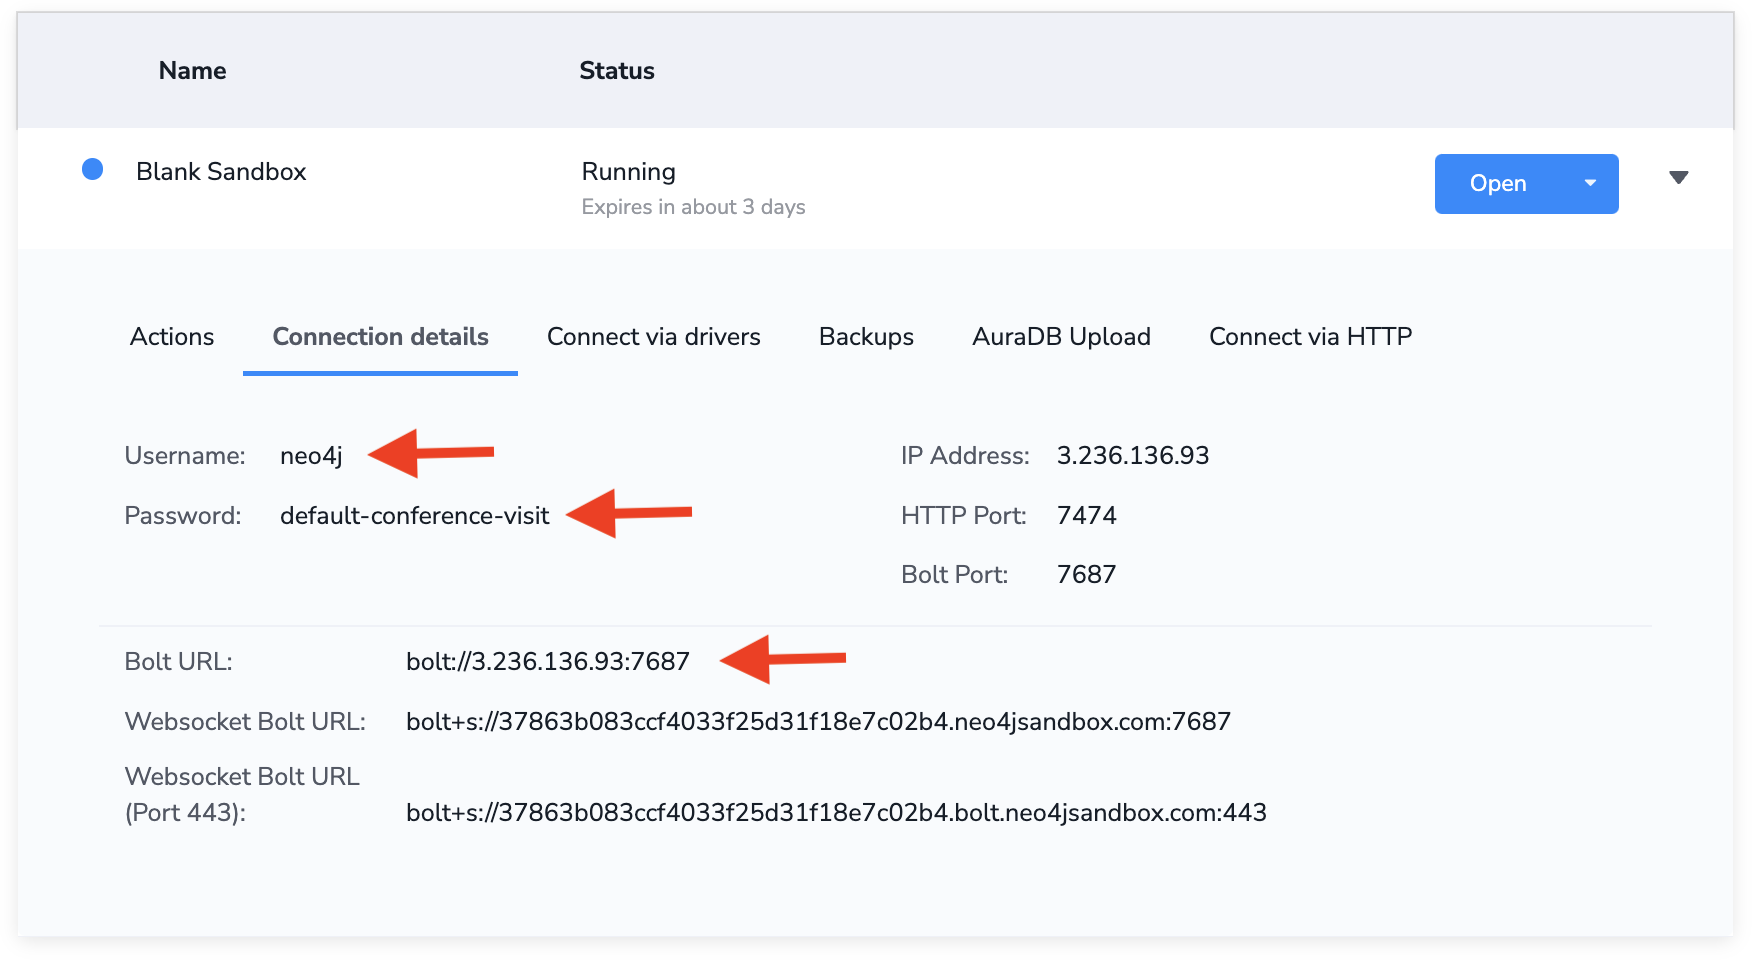 Name Status
Blank Sandbox Running Open
Expires in about 3 days
Actions Connection details Connect via drivers Backups AuraDB Upload Connect via HTTP
Username: neo4j IP Address: 3.236.136.93
Password: default-conference-visit HTTP Port: 7474
Bolt Port: 7687
Bolt URL: bolt://3.236.136.93:7687
Websocket Bolt URL: bolt+s://37863b083ccf4033f25d31f18e7c02b4.neo4jsandbox.com:7687
Websocket Bolt URL
(Port 443): bolt+s://37863b083ccf4033f25d31f18e7c02b4.bolt.neo4jsandbox.com:443